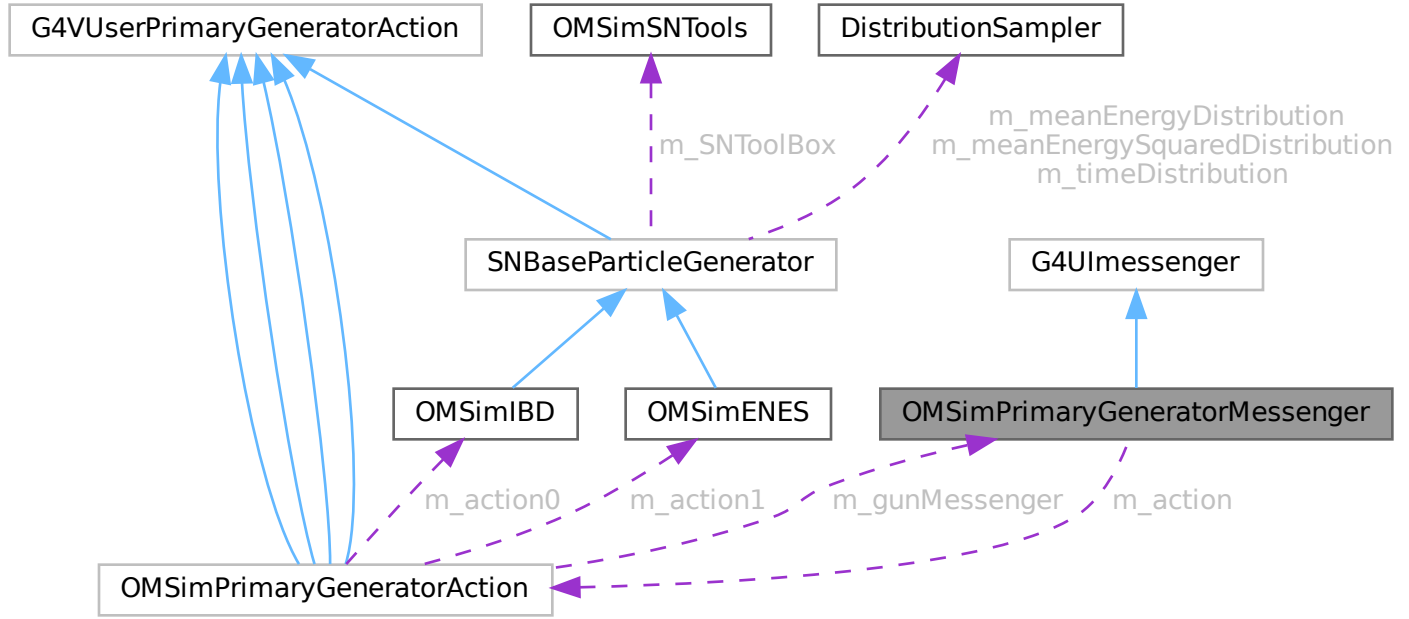 G4VUserPrimaryGeneratorAction
OMSimSNTools
DistributionSampler
m_SNToolBox
m_meanEnergyDistribution
m_meanEnergySquaredDistribution
m_timeDistribution
SNBaseParticleGenerator
G4UImessenger
OMSimIBD
OMSimENES
OMSimPrimaryGeneratorMessenger
m_action0
m_action1
m_gunMessenger
m_action
OMSimPrimaryGeneratorAction